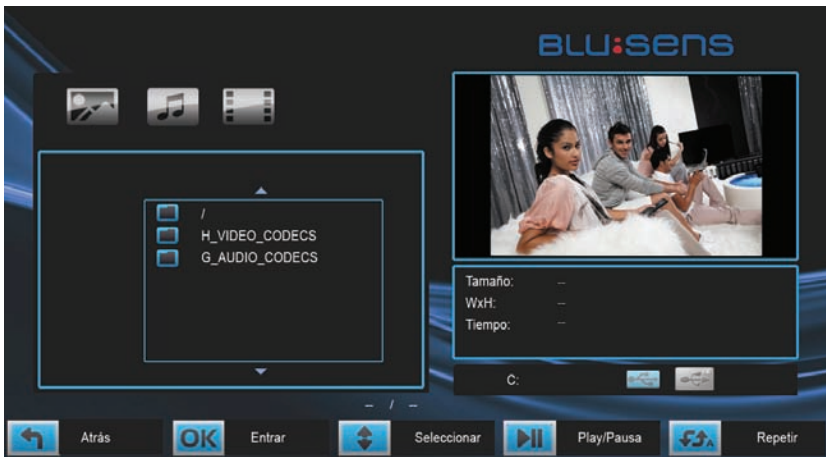 BLU:SENS
/
H_VIDEO_CODECS
G_AUDIO_CODECS
Tamaño: --
WxH: --
Tiempo: --
C:
-- / --
Atrás OK Entrar Seleccionar Play/Pausa A Repetir